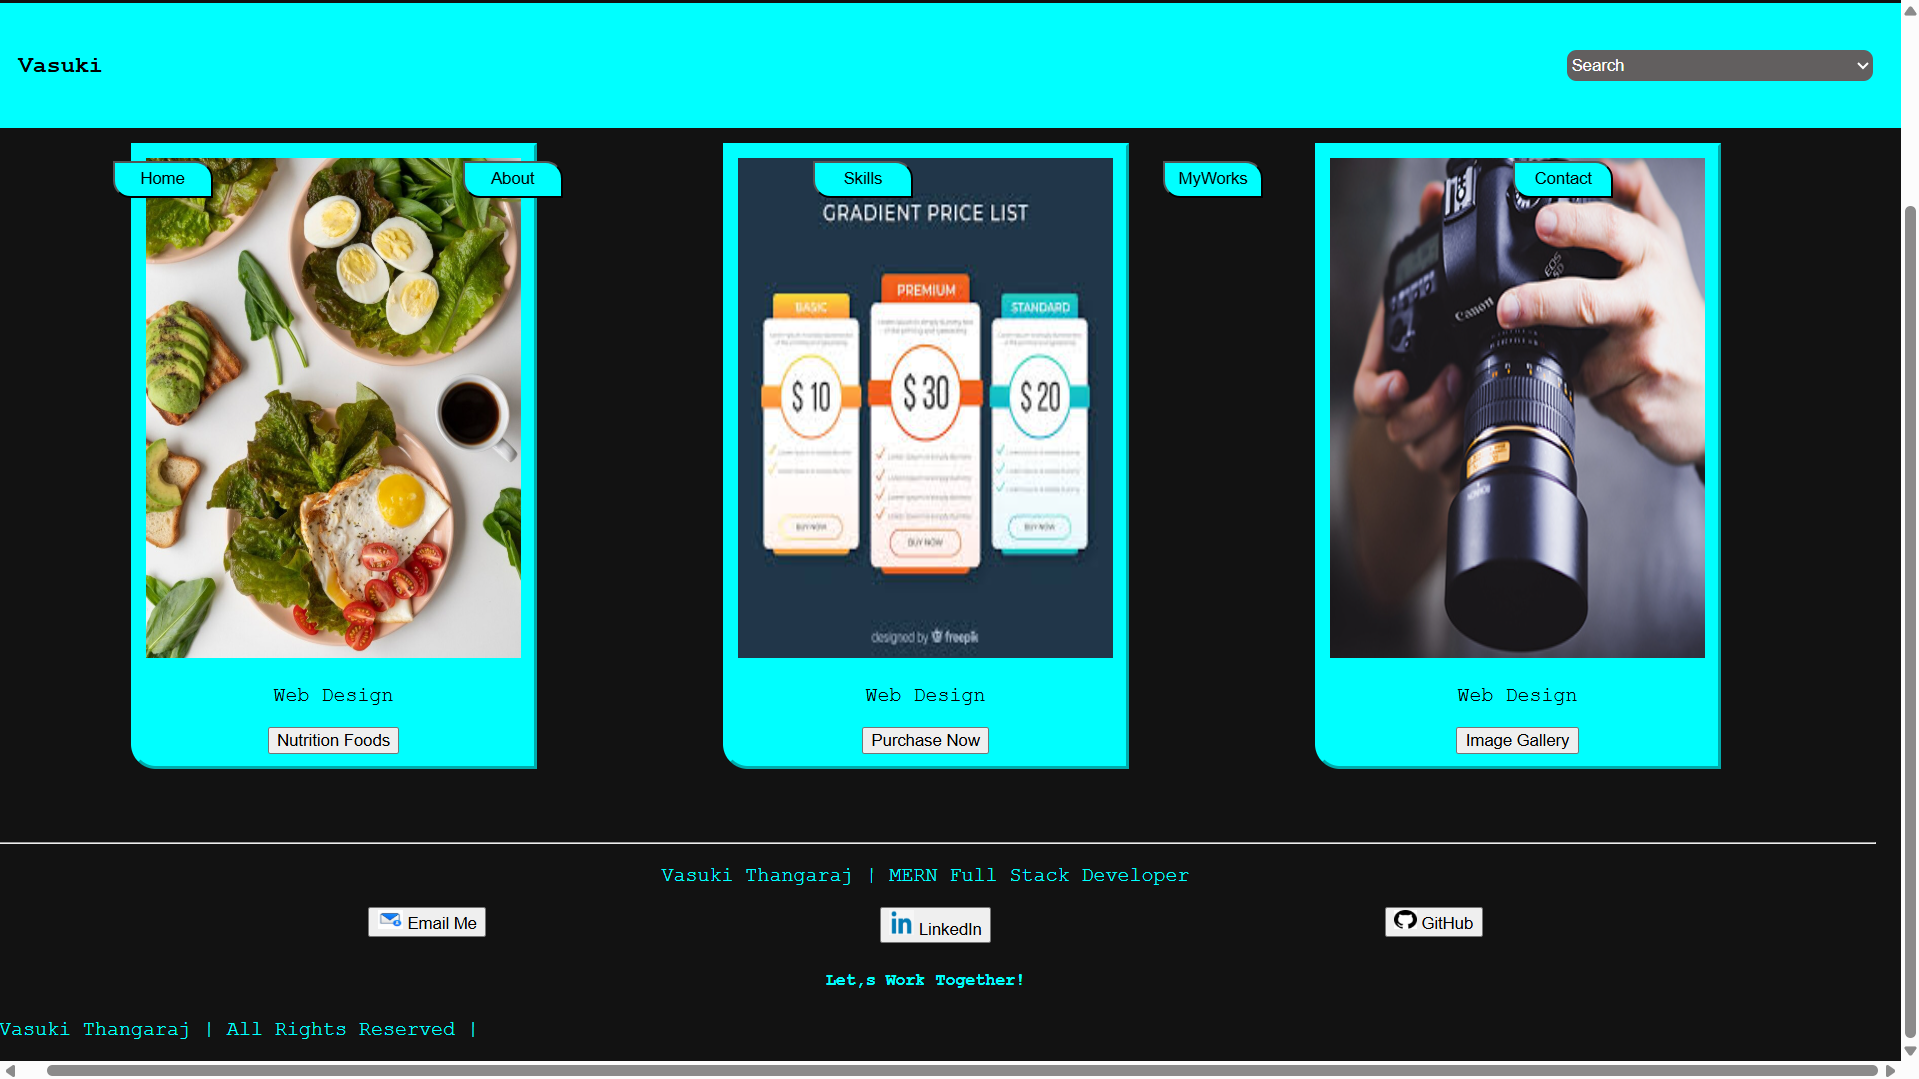 Vasuki
Search
Home
About
Skills
MyWorks
Contact
GRADIENT PRICE LIST
BASIC
PREMIUM
STANDARD
$ 10
$ 30
$ 20
BUY NOW
BUY NOW
BUY NOW
designed by freepik
EOS
Canon
Web Design
Web Design
Web Design
Nutrition Foods
Purchase Now
Image Gallery
Vasuki Thangaraj | MERN Full Stack Developer
Email Me
in LinkedIn
GitHub
Let,s Work Together!
Vasuki Thangaraj | All Rights Reserved |